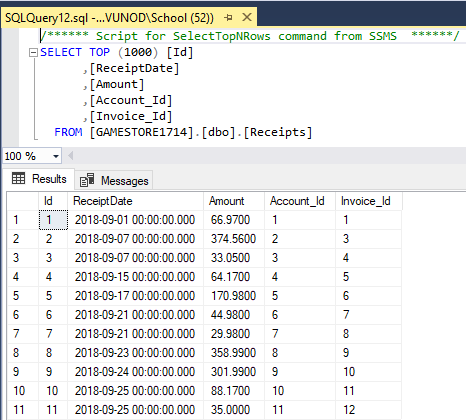 SQLQuery12.sql -...VUNOD\School (52))
/****** Script for SelectTopNRows command from SSMS  ******/
SELECT TOP (1000) [Id]
,[ReceiptDate]
,[Amount]
,[Account_Id]
,[Invoice_Id]
FROM [GAMESTORE1714].[dbo].[Receipts]
100 %
Results Messages
Id ReceiptDate Amount Account_Id Invoice_Id
1 1 2018-09-01 00:00:00.000 66.9700 1 1
2 2 2018-09-07 00:00:00.000 374.5600 2 3
3 3 2018-09-07 00:00:00.000 33.0500 3 4
4 4 2018-09-15 00:00:00.000 64.1700 4 5
5 5 2018-09-17 00:00:00.000 170.9800 5 6
6 6 2018-09-21 00:00:00.000 44.9800 6 7
7 7 2018-09-21 00:00:00.000 29.9800 7 8
8 8 2018-09-23 00:00:00.000 358.9900 8 9
9 9 2018-09-24 00:00:00.000 301.9900 9 10
10 10 2018-09-25 00:00:00.000 88.1700 10 11
11 11 2018-09-25 00:00:00.000 35.0000 11 12